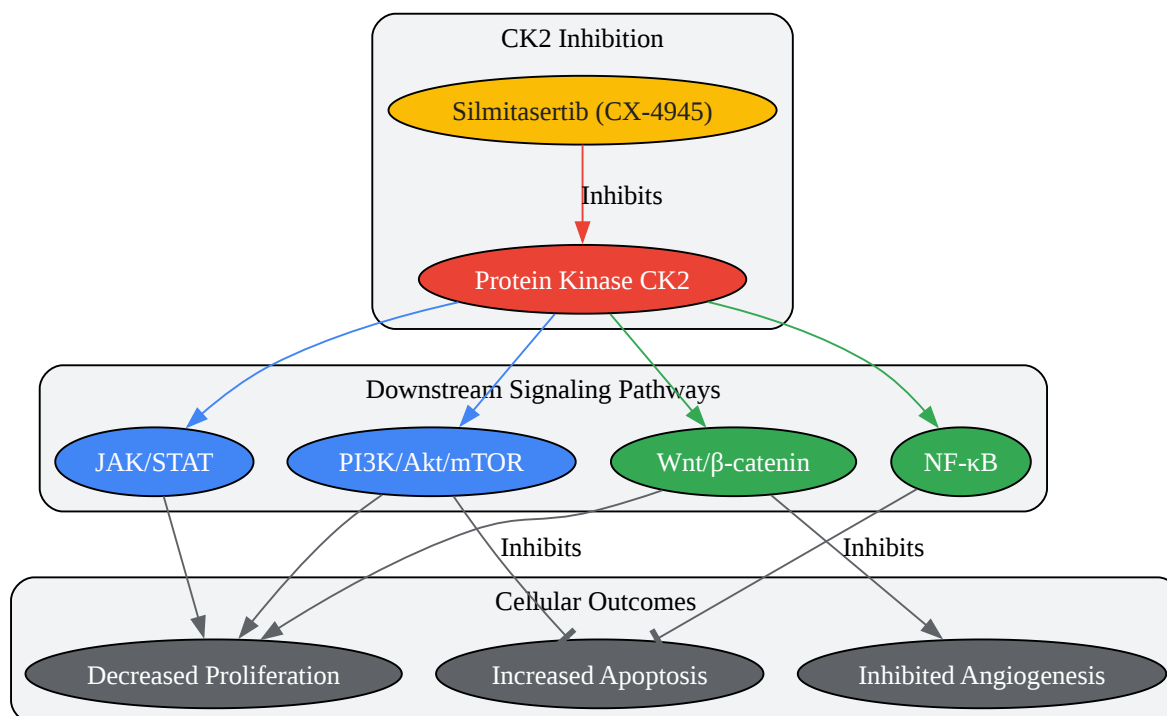 CK2 Inhibition
Silmitasertib (CX-4945)
Inhibits
Protein Kinase CK2
Downstream Signaling Pathways
JAK/STAT
PI3K/Akt/mTOR
Wnt/β-catenin
NF-κB
Inhibits
Inhibits
Cellular Outcomes
Decreased Proliferation
Increased Apoptosis
Inhibited Angiogenesis